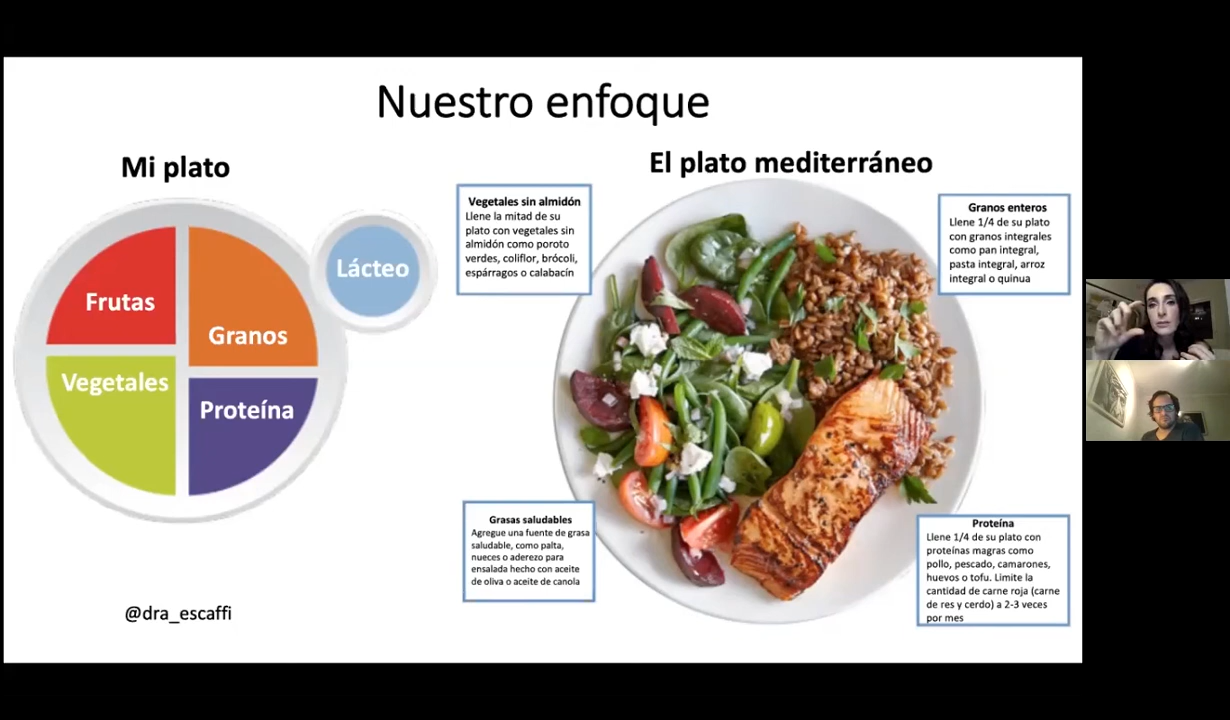 Nuestro enfoque
Mi plato
Frutas
Granos
Vegetales
Proteína
Lácteo
@dra_escaffi
El plato mediterráneo
Vegetales sin almidón
Llene la mitad de su
plato con vegetales sin
almidón como poroto
verdes, coliflor, brócoli,
espárragos o calabacín
Granos enteros
Llene 1/4 de su plato
con granos integrales
como pan integral,
pasta integral, arroz
integral o quinua
Grasas saludables
Agregue una fuente de grasa
saludable, como palta,
nueces o aderezo para
ensalada hecho con aceite
de oliva o aceite de canola
Proteína
Llene 1/4 de su plato con
proteínas magras como
pollo, pescado, camarones,
huevos o tofu. Limite la
cantidad de carne roja (carne
de res y cerdo) a 2-3 veces
por mes